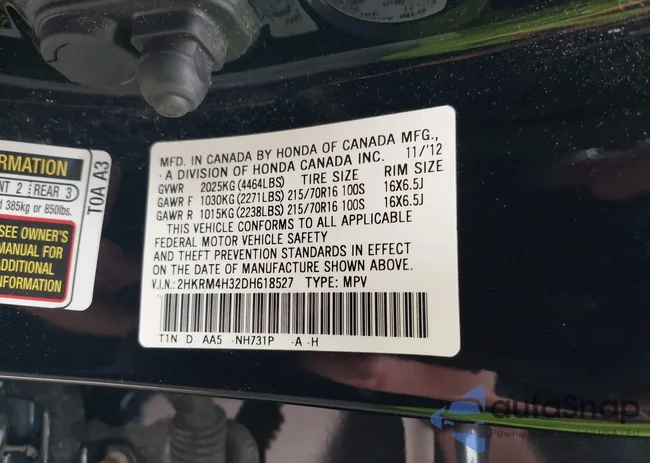 ORMATION
NT 2 REAR 3
d 385kg or 850lbs.
SEE OWNER'S
MANUAL FOR
ADDITIONAL
INFORMATION
T0A A3
MFD. IN CANADA BY HONDA OF CANADA MFG.,
A DIVISION OF HONDA CANADA INC. 11/'12
GVWR 2025KG(4464LBS) TIRE SIZE RIM SIZE
GAWR F 1030KG(2271LBS) 215/70R16 100S 16X6.5J
GAWR R 1015KG(2238LBS) 215/70R16 100S 16X6.5J
THIS VEHICLE CONFORMS TO ALL APPLICABLE
FEDERAL MOTOR VEHICLE SAFETY
AND THEFT PREVENTION STANDARDS IN EFFECT
ON THE DATE OF MANUFACTURE SHOWN ABOVE.
V.I.N.:2HKRM4H32DH618527 TYPE: MPV
T1N D AA5 -NH731P -A -H
autoSnap